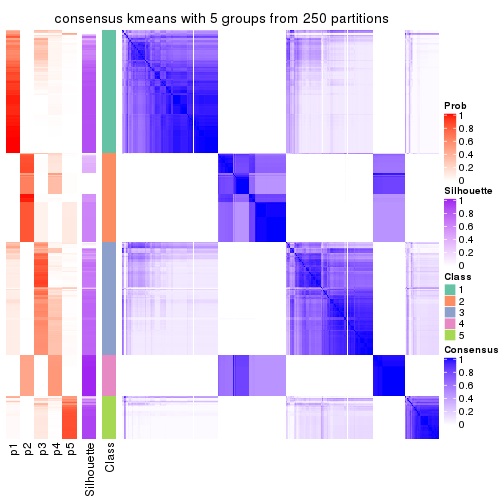 consensus kmeans with 5 groups from 250 partitions
Prob
1
0.8
0.6
0.4
0.2
0
Silhouette
1
0.8
0.6
0.4
0.2
0
Class
1
2
3
4
5
Consensus
1
0.8
0.6
0.4
0.2
0
p1
p2
p3
p4
p5
Silhouette
Class